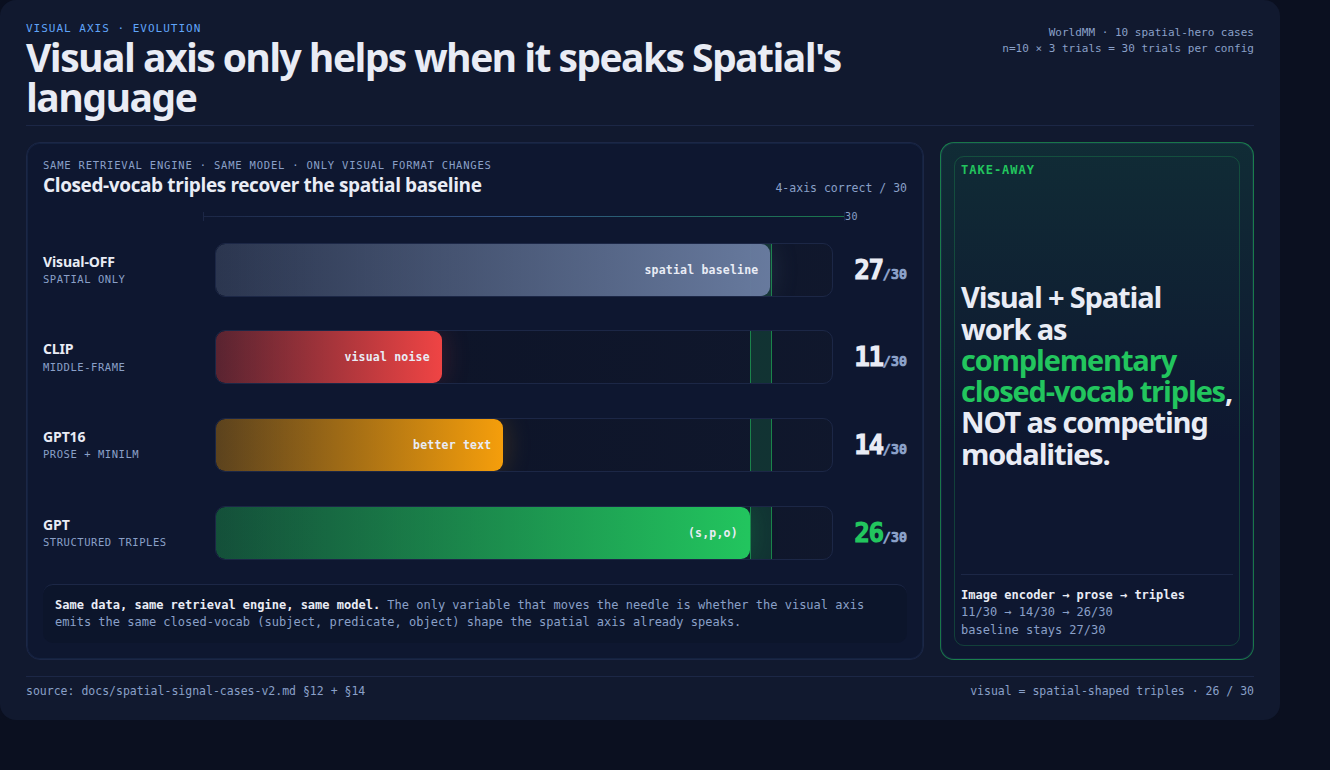 VISUAL AXIS · EVOLUTION
Visual axis only helps when it speaks Spatial's
language
WorldMM · 10 spatial-hero cases
n=10 × 3 trials = 30 trials per config
SAME RETRIEVAL ENGINE · SAME MODEL · ONLY VISUAL FORMAT CHANGES
Closed-vocab triples recover the spatial baseline
4-axis correct / 30
30
Visual-OFF
SPATIAL ONLY
spatial baseline
27/30
CLIP
MIDDLE-FRAME
visual noise
11/30
GPT16
PROSE + MINILM
better text
14/30
GPT
STRUCTURED TRIPLES
(s,p,o)
26/30
Same data, same retrieval engine, same model. The only variable that moves the needle is whether the visual axis
emits the same closed-vocab (subject, predicate, object) shape the spatial axis already speaks.
TAKE-AWAY
Visual + Spatial
work as
complementary
closed-vocab triples,
NOT as competing
modalities.
Image encoder → prose → triples
11/30 → 14/30 → 26/30
baseline stays 27/30
source: docs/spatial-signal-cases-v2.md §12 + §14
visual = spatial-shaped triples · 26 / 30